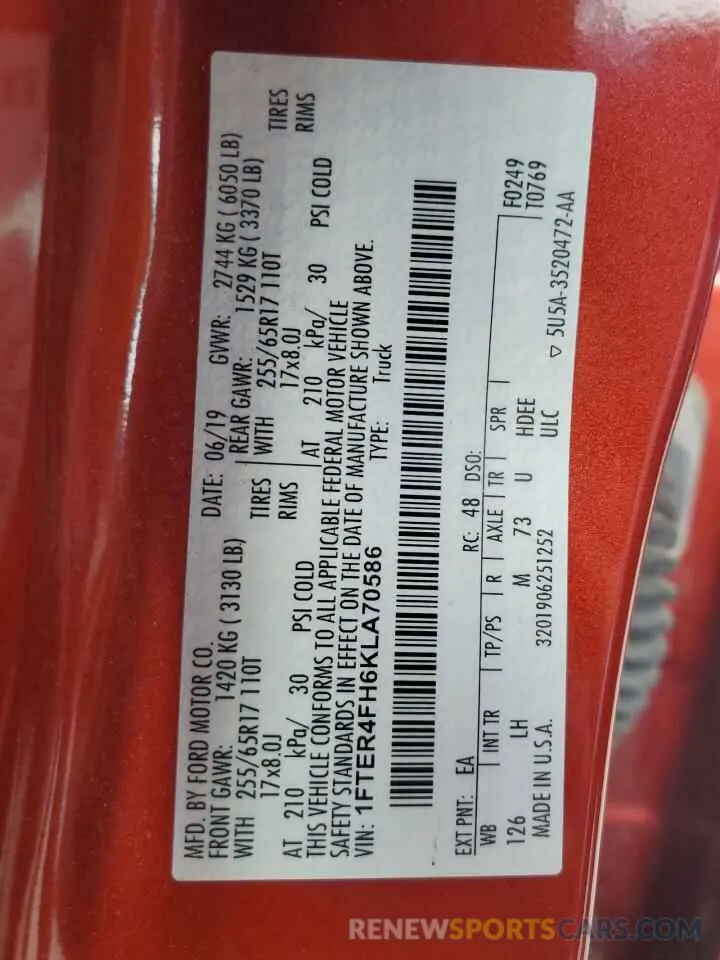 MFD. BY FORD MOTOR CO.
DATE: 06/19 GVWR: 2744 KG ( 6050 LB)
FRONT GAWR: 1420 KG ( 3130 LB) REAR GAWR: 1529 KG ( 3370 LB)
WITH 255/65R17 110T TIRES WITH 255/65R17 110T TIRES
17x8.0J RIMS 17x8.0J RIMS
AT 210 kPa/ 30 PSI COLD AT 210 kPa/ 30 PSI COLD
THIS VEHICLE CONFORMS TO ALL APPLICABLE FEDERAL MOTOR VEHICLE
SAFETY STANDARDS IN EFFECT ON THE DATE OF MANUFACTURE SHOWN ABOVE.
VIN: 1FTER4FH6KLA70586 TYPE: Truck
EXT PNT: EA RC: 48 DSO: F0249
T0769
WB INT TR TP/PS R AXLE TR SPR
126 LH M 73 U HDEE
MADE IN U.S.A. 3201906251252 ULC
▽ 5U5A-3520472-AA
RENEWSPORTSCARS.COM